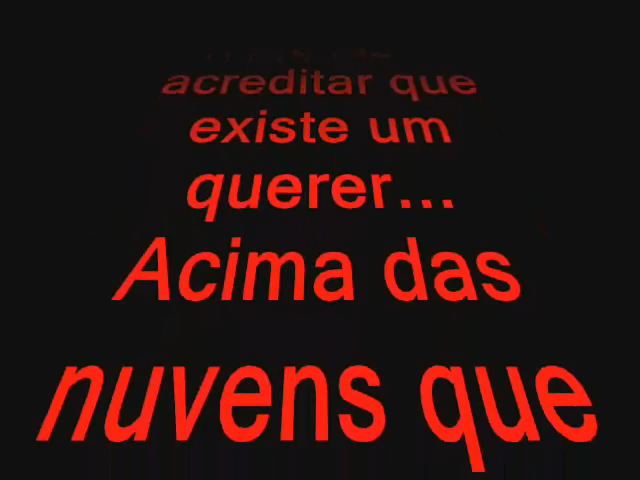 acreditar que
existe um
querer...
Acima das
nuvens que